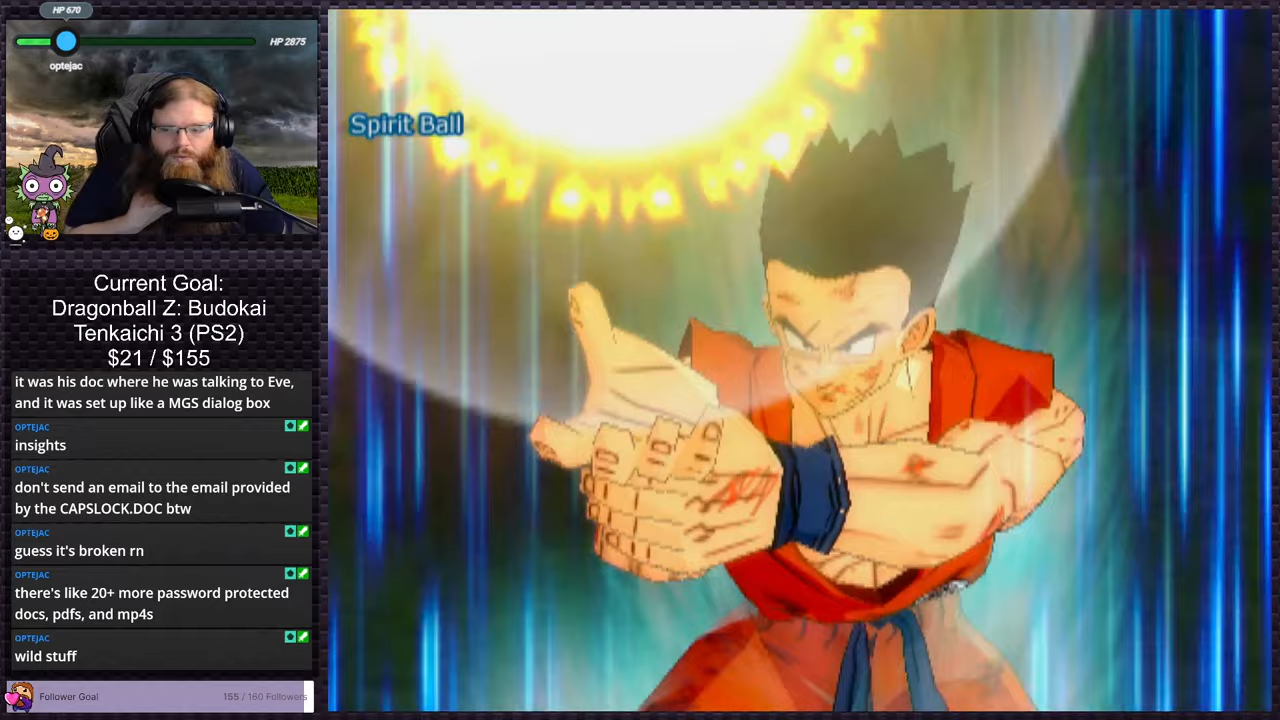 HP 670
HP 2875
optejac
Spirit Ball
Current Goal:
Dragonball Z: Budokai
Tenkaichi 3 (PS2)
$21 / $155
it was his doc where he was talking to Eve,
and it was set up like a MGS dialog box
OPTEJAC
insights
OPTEJAC
don't send an email to the email provided
by the CAPSLOCK.DOC btw
OPTEJAC
guess it's broken rn
OPTEJAC
there's like 20+ more password protected
docs, pdfs, and mp4s
OPTEJAC
wild stuff
Follower Goal
155 / 160 Followers